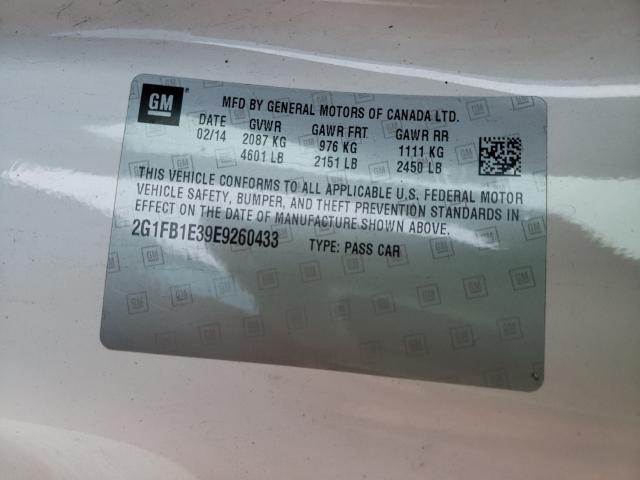 GM
MFD BY GENERAL MOTORS OF CANADA LTD.
DATE GVWR GAWR FRT GAWR RR
02/14 2087 KG 976 KG 1111 KG
4601 LB 2151 LB 2450 LB
THIS VEHICLE CONFORMS TO ALL APPLICABLE U.S. FEDERAL MOTOR
VEHICLE SAFETY, BUMPER, AND THEFT PREVENTION STANDARDS IN
EFFECT ON THE DATE OF MANUFACTURE SHOWN ABOVE.
2G1FB1E39E9260433 TYPE: PASS CAR